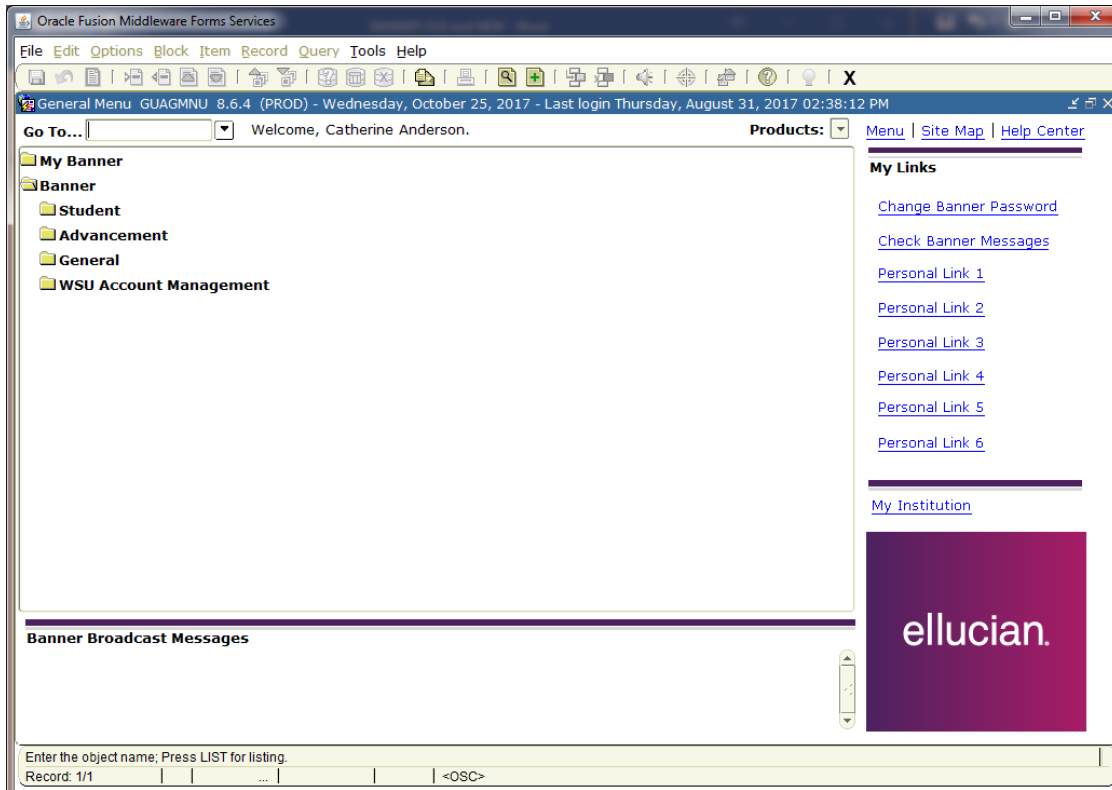 Oracle Fusion Middleware Forms Services
File Edit Options Block Item Record Query Tools Help
X
General Menu GUAGMNU 8.6.4 (PROD) - Wednesday, October 25, 2017 - Last login Thursday, August 31, 2017 02:38:12 PM
Go To... Welcome, Catherine Anderson. Products: Menu | Site Map | Help Center
My Banner
Banner
Student
Advancement
General
WSU Account Management
My Links
Change Banner Password
Check Banner Messages
Personal Link 1
Personal Link 2
Personal Link 3
Personal Link 4
Personal Link 5
Personal Link 6
My Institution
ellucian.
Banner Broadcast Messages
Enter the object name; Press LIST for listing.
Record: 1/1 ... <OSC>